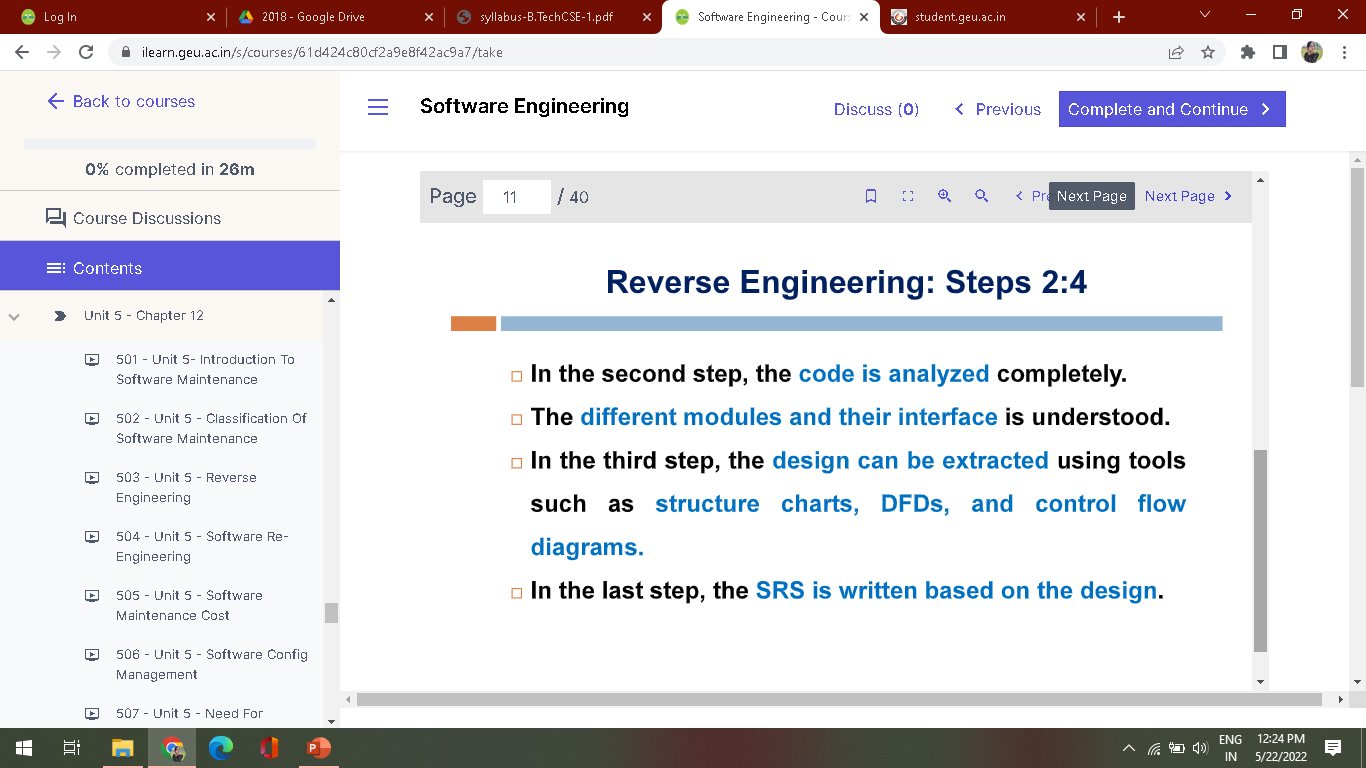 Log In
2018 - Google Drive
syllabus-B.TechCSE-1.pdf
Software Engineering - Cour
student.geu.ac.in
ilearn.geu.ac.in/s/courses/61d424c80cf2a9e8f42ac9a7/take
Back to courses
0% completed in 26m
Course Discussions
Contents
Unit 5 - Chapter 12
501 - Unit 5- Introduction To
Software Maintenance
502 - Unit 5 - Classification Of
Software Maintenance
503 - Unit 5 - Reverse
Engineering
504 - Unit 5 - Software Re-
Engineering
505 - Unit 5 - Software
Maintenance Cost
506 - Unit 5 - Software Config
Management
507 - Unit 5 - Need For
Software Engineering
Discuss (0)
Previous
Complete and Continue
Page 11 / 40
Pre
Next Page
Next Page
Reverse Engineering: Steps 2:4
In the second step, the code is analyzed completely.
The different modules and their interface is understood.
In the third step, the design can be extracted using tools
such as structure charts, DFDs, and control flow
diagrams.
In the last step, the SRS is written based on the design.
ENG
IN
12:24 PM
5/22/2022